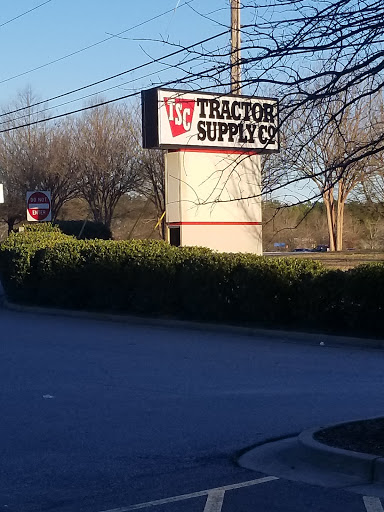 TSC
TRACTOR
SUPPLY CO
DO NOT
ENTER